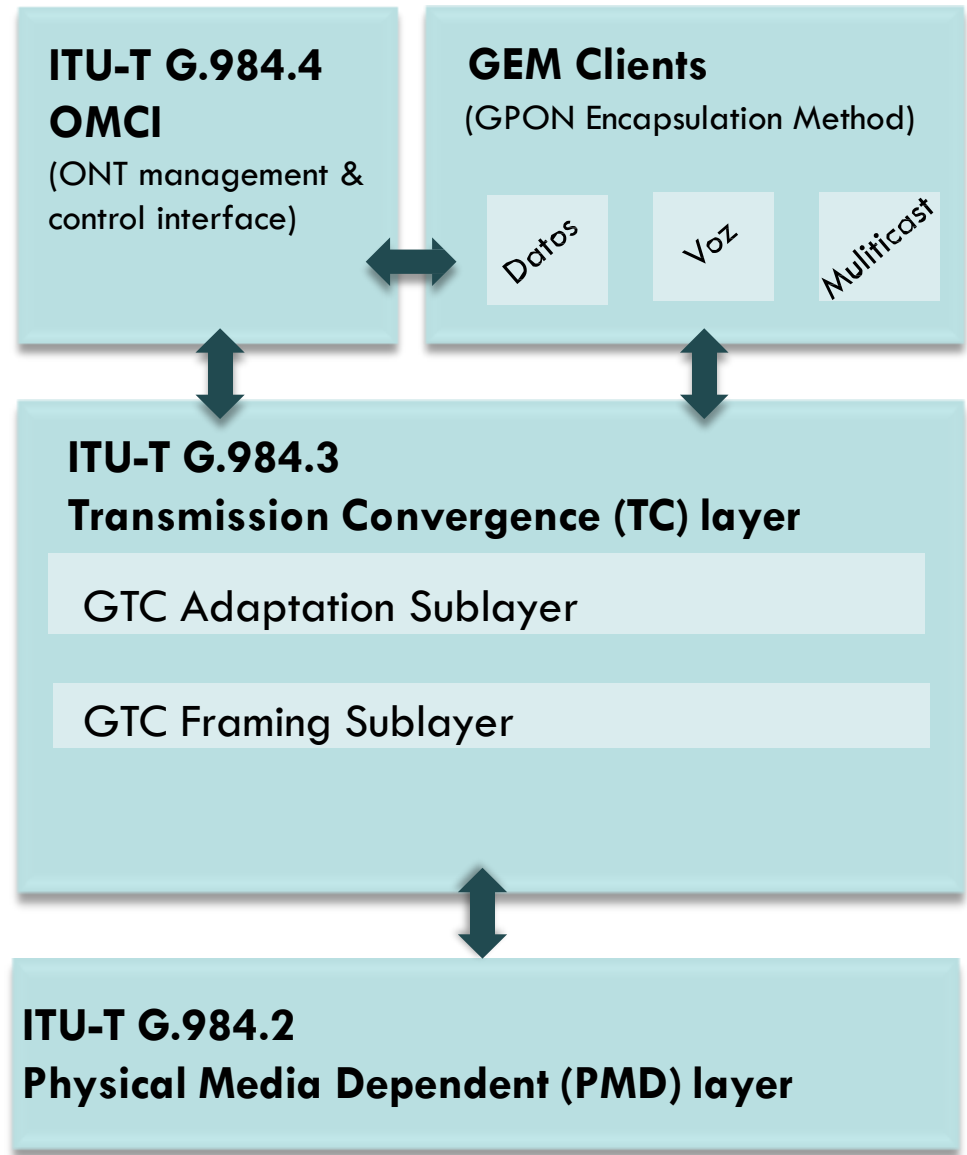 ITU-T G.984.4
OMCI
(ONT management &
control interface)
GEM Clients
(GPON Encapsulation Method)
Datos
Voz
Muliticast
ITU-T G.984.3
Transmission Convergence (TC) layer
GTC Adaptation Sublayer
GTC Framing Sublayer
ITU-T G.984.2
Physical Media Dependent (PMD) layer